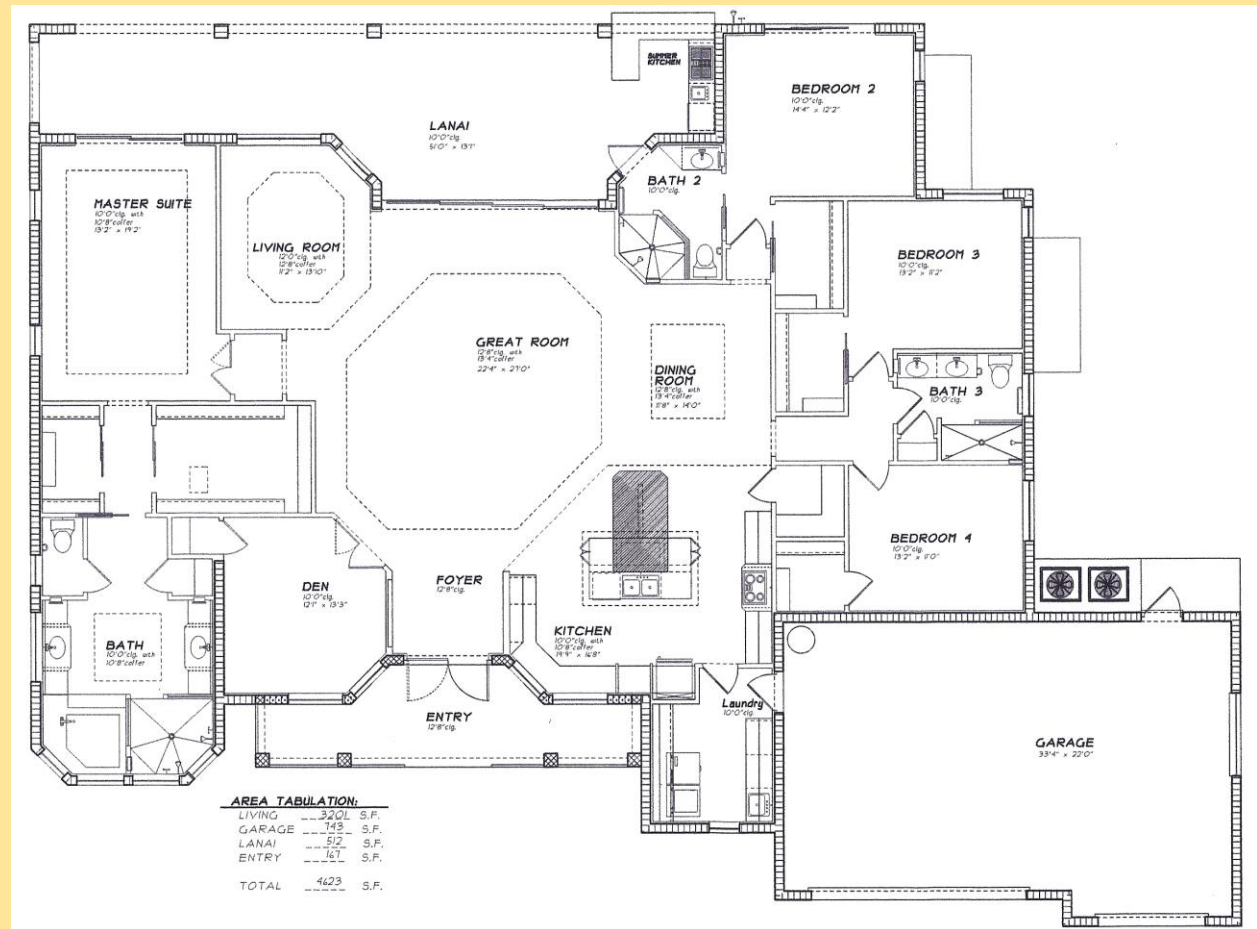 SUMMER
KITCHEN
BEDROOM 2
10'0"clg.
14'4" x 12'2"
LANAI
10'0"clg.
51'0" x 13'1"
BATH 2
10'0"clg.
MASTER SUITE
10'0"clg. with
10'8"coffer
13'2" x 19'2"
LIVING ROOM
12'0"clg. with
12'8"coffer
11'2" x 13'10"
BEDROOM 3
10'0"clg.
13'2" x 11'2"
GREAT ROOM
12'8"clg. with
13'4"coffer
22'4" x 27'0"
DINING
ROOM
12'8"clg. with
13'4"coffer
11'8" x 14'0"
BATH 3
10'0"clg.
BEDROOM 4
10'0"clg.
13'2" x 11'0"
DEN
10'0"clg.
12'1" x 13'3"
FOYER
12'8"clg.
KITCHEN
10'0"clg. with
10'8"coffer
19'9" x 16'8"
BATH
10'0"clg. with
10'8"coffer
Laundry
10'0"clg.
ENTRY
12'8"clg.
GARAGE
33'4" x 22'0"
AREA TABULATION:
LIVING 3201 S.F.
GARAGE 743 S.F.
LANAI 512 S.F.
ENTRY 167 S.F.
TOTAL 4623 S.F.